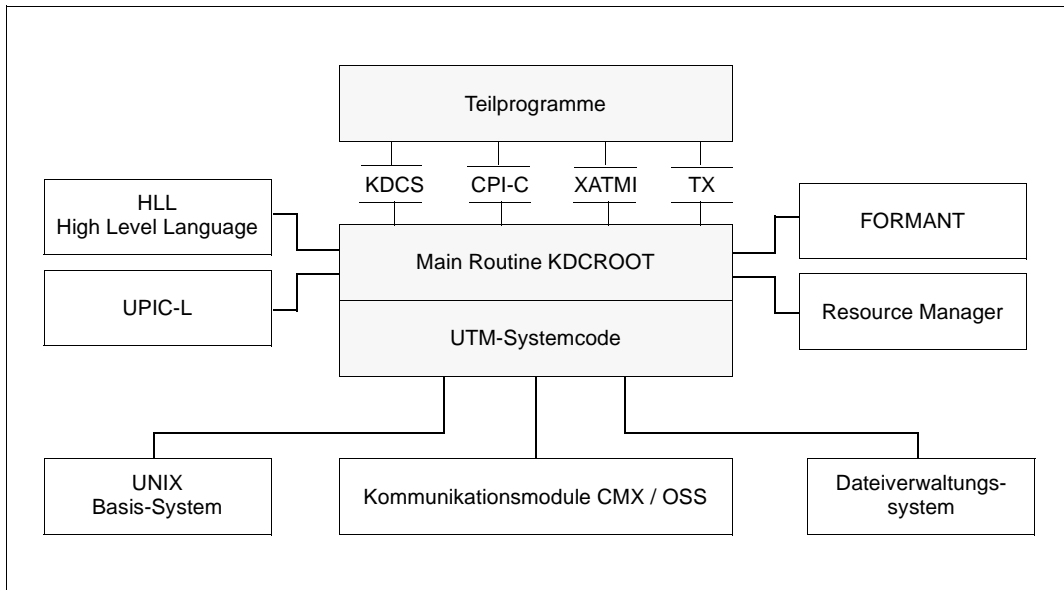 Teilprogramme
KDCS CPI-C XATMI TX
HLL
High Level Language
FORMANT
Main Routine KDCROOT
UPIC-L
Resource Manager
UTM-Systemcode
UNIX
Basis-System
Kommunikationsmodule CMX / OSS
Dateiverwaltungs-
system